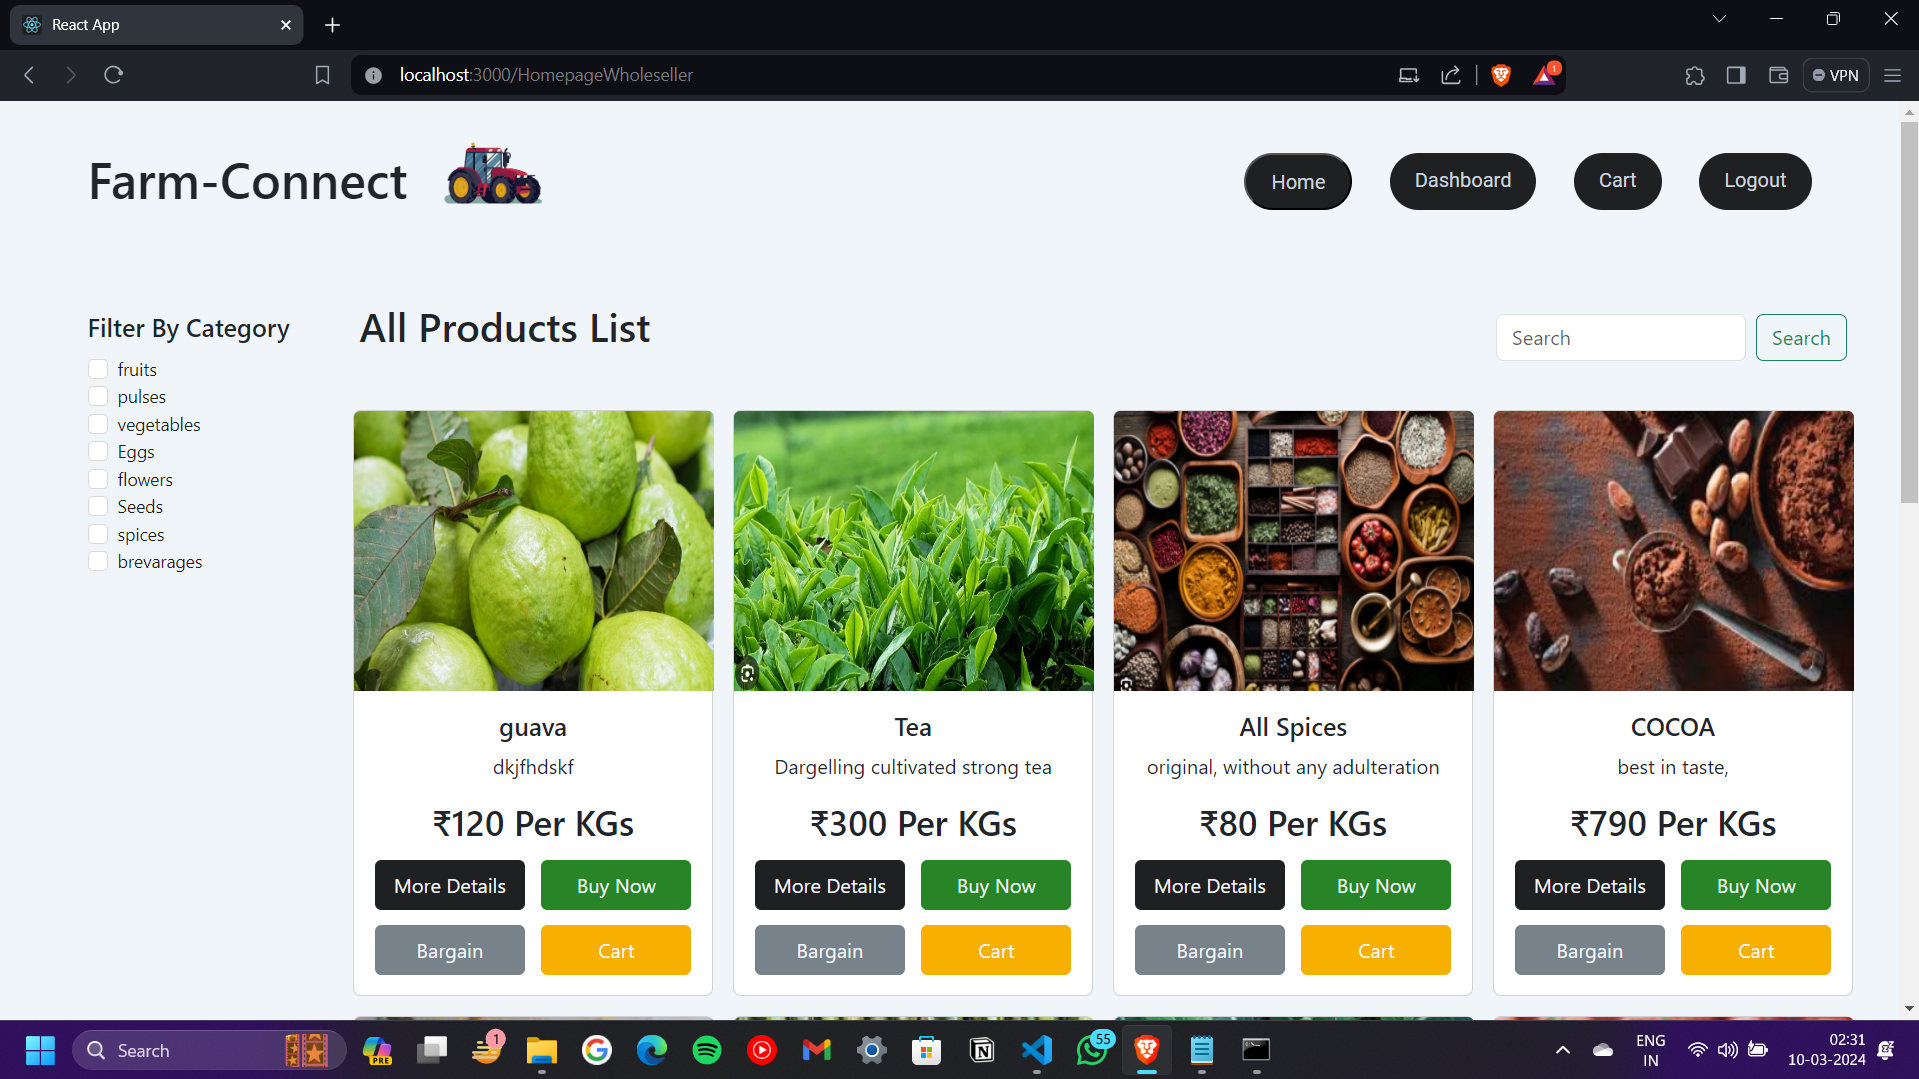 React App
localhost:3000/HomepageWholeseller
1
VPN
Farm-Connect
Home
Dashboard
Cart
Logout
Filter By Category
fruits
pulses
vegetables
Eggs
flowers
Seeds
spices
brevarages
All Products List
Search
Search
guava
dkjfhdskf
₹120 Per KGs
More Details
Buy Now
Bargain
Cart
Tea
Dargelling cultivated strong tea
₹300 Per KGs
More Details
Buy Now
Bargain
Cart
All Spices
original, without any adulteration
₹80 Per KGs
More Details
Buy Now
Bargain
Cart
COCOA
best in taste,
₹790 Per KGs
More Details
Buy Now
Bargain
Cart
Search
PRE
1
55
ENG
IN
02:31
10-03-2024